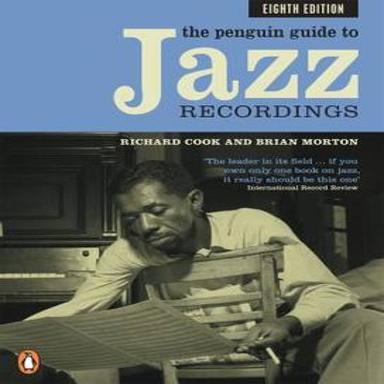 EIGHTH EDITION
the penguin guide to
Jazz
RECORDINGS
RICHARD COOK AND BRIAN MORTON
"The leader in its field ... if you
own only one book on jazz,
it really should be this one"
International Record Review